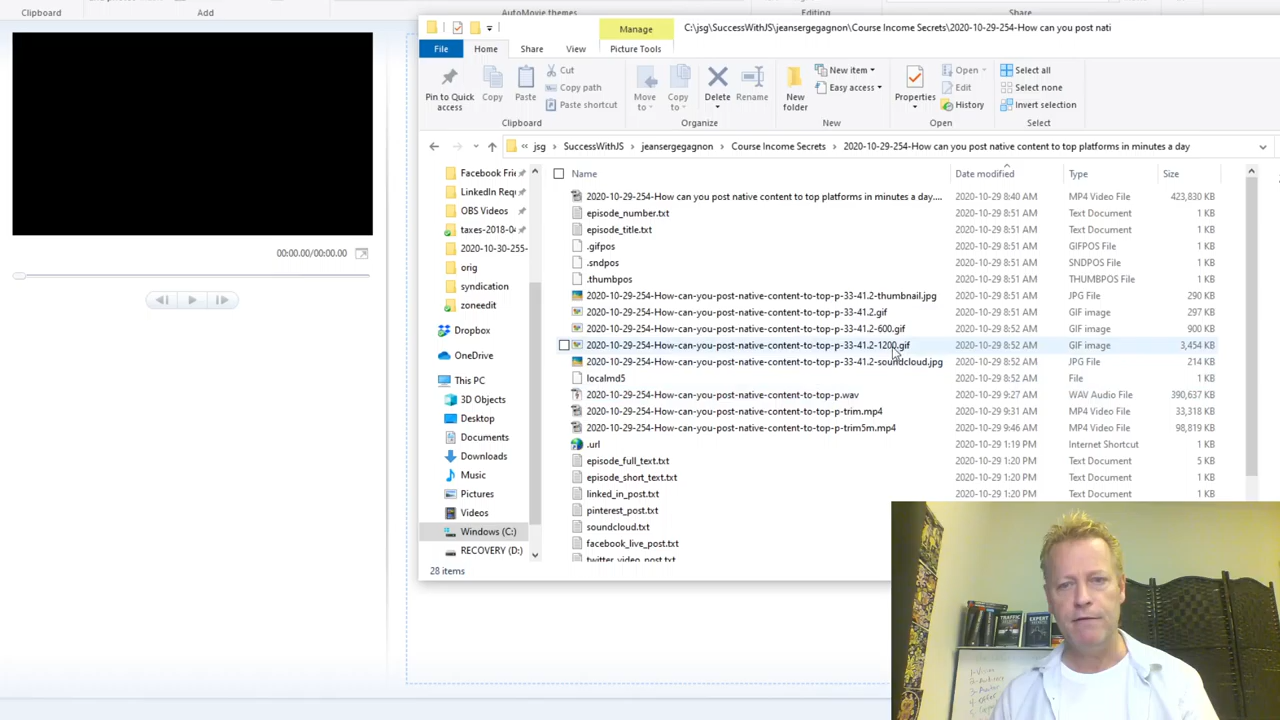 Clipboard Add AutoMovie themes Editing Share
00:00.00/00:00.00
Manage
C:\jsg\SuccessWithJS\jeansergegagnon\Course Income Secrets\2020-10-29-254-How can you post nati
File Home Share View Picture Tools
Pin to Quick access
Copy
Paste
Cut
Copy path
Paste shortcut
Clipboard
Move to
Copy to
Delete
Rename
Organize
New folder
New item
Easy access
New
Properties
Open
Edit
History
Open
Select all
Select none
Invert selection
Select
« jsg > SuccessWithJS > jeansergegagnon > Course Income Secrets > 2020-10-29-254-How can you post native content to top platforms in minutes a day
Facebook Frie
LinkedIn Requ
OBS Videos
taxes-2018-04
2020-10-30-255-
orig
syndication
zoneedit
Dropbox
OneDrive
This PC
3D Objects
Desktop
Documents
Downloads
Music
Pictures
Videos
Windows (C:)
RECOVERY (D:)
Name Date modified Type Size
2020-10-29-254-How can you post native content to top platforms in minutes a day.... 2020-10-29 8:40 AM MP4 Video File 423,830 KB
episode_number.txt 2020-10-29 8:51 AM Text Document 1 KB
episode_title.txt 2020-10-29 8:51 AM Text Document 1 KB
.gifpos 2020-10-29 8:51 AM GIFPOS File 1 KB
.sndpos 2020-10-29 8:51 AM SNDPOS File 1 KB
.thumbpos 2020-10-29 8:51 AM THUMBPOS File 1 KB
2020-10-29-254-How-can-you-post-native-content-to-top-p-33-41.2-thumbnail.jpg 2020-10-29 8:51 AM JPG File 290 KB
2020-10-29-254-How-can-you-post-native-content-to-top-p-33-41.2.gif 2020-10-29 8:51 AM GIF image 297 KB
2020-10-29-254-How-can-you-post-native-content-to-top-p-33-41.2-600.gif 2020-10-29 8:52 AM GIF image 900 KB
2020-10-29-254-How-can-you-post-native-content-to-top-p-33-41.2-1200.gif 2020-10-29 8:52 AM GIF image 3,454 KB
2020-10-29-254-How-can-you-post-native-content-to-top-p-33-41.2-soundcloud.jpg 2020-10-29 8:52 AM JPG File 214 KB
localmd5 2020-10-29 8:52 AM File 1 KB
2020-10-29-254-How-can-you-post-native-content-to-top-p.wav 2020-10-29 9:27 AM WAV Audio File 390,637 KB
2020-10-29-254-How-can-you-post-native-content-to-top-p-trim.mp4 2020-10-29 9:31 AM MP4 Video File 33,318 KB
2020-10-29-254-How-can-you-post-native-content-to-top-p-trim5m.mp4 2020-10-29 9:46 AM MP4 Video File 98,819 KB
.url 2020-10-29 1:19 PM Internet Shortcut 1 KB
episode_full_text.txt 2020-10-29 1:20 PM Text Document 5 KB
episode_short_text.txt 2020-10-29 1:20 PM Text Document 1 KB
linked_in_post.txt 2020-10-29 1:20 PM Text Document 1 KB
pinterest_post.txt
soundcloud.txt
facebook_live_post.txt
twitter_video_post.txt
28 items
TRAFFIC
EXPERT